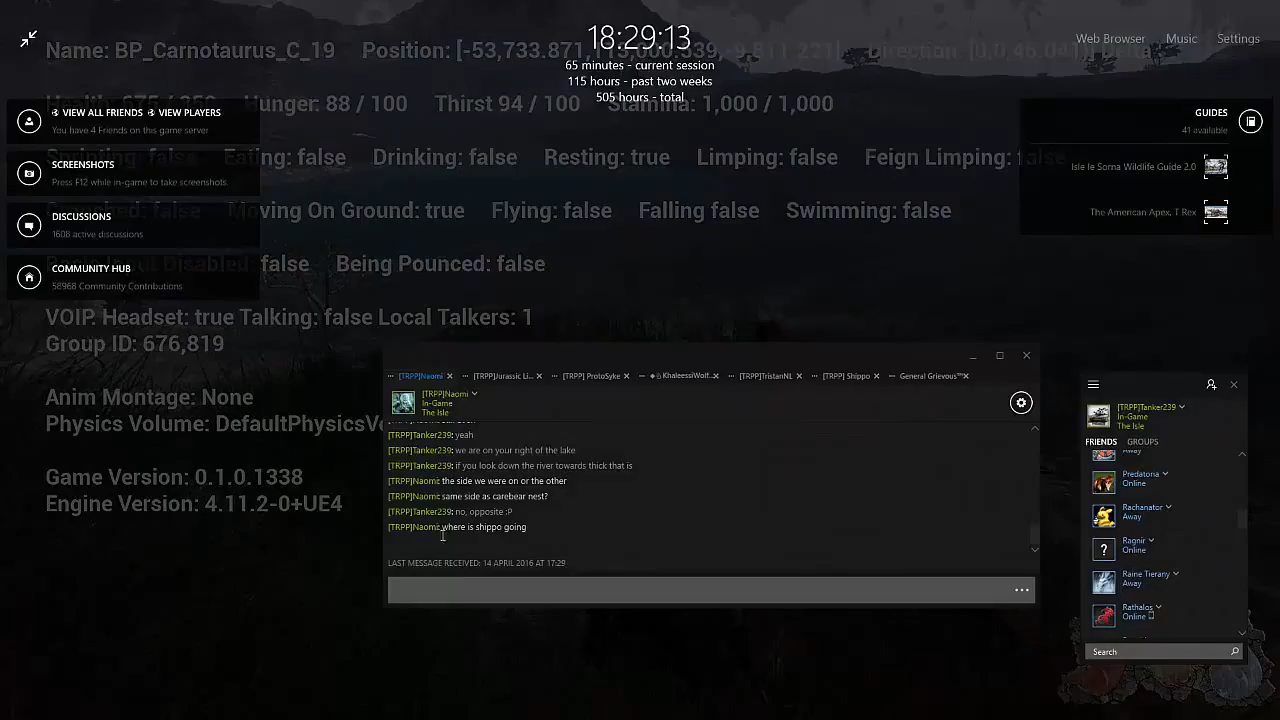 18:29:13
65 minutes - current session
115 hours - past two weeks
505 hours - total
Web Browser Music Settings
Name: BP_Carnotaurus_C_19 Position: [-53,733.871,
Hunger: 88 / 100 Thirst 94 / 100 Stamina: 1,000 / 1,000
Sprinting: false Eating: false Drinking: false Resting: true Limping: false Feign Limping:
Moving On Ground: true Flying: false Falling false Swimming: false
false Being Pounced: false
VOIP. Headset: true Talking: false Local Talkers: 1
Group ID: 676,819
Anim Montage: None
Physics Volume: DefaultPhysicsVo
Game Version: 0.1.0.1338
Engine Version: 4.11.2-0+UE4
VIEW ALL FRIENDS VIEW PLAYERS
You have 4 Friends on this game server
SCREENSHOTS
Press F12 while in-game to take screenshots.
DISCUSSIONS
1608 active discussions
COMMUNITY HUB
58968 Community Contributions
GUIDES
41 available
Isle le Sorna Wildlife Guide 2.0
The American Apex, T Rex
[TRPP]Naomi [TRPP]Jurassic Li... [TRPP] ProtoSyke KhaleessiWolf... [TRPP]TristanNL [TRPP] Shippo General Grievous™
[TRPP]Naomi
In-Game
The Isle
[TRPP]Tanker239: yeah
[TRPP]Tanker239: we are on your right of the lake
[TRPP]Tanker239: if you look down the river towards thick that is
[TRPP]Naomi: the side we were on or the other
[TRPP]Naomi: same side as carebear nest?
[TRPP]Tanker239: no, opposite :P
[TRPP]Naomi: where is shippo going
LAST MESSAGE RECEIVED: 14 APRIL 2016 AT 17:29
[TRPP]Tanker239
In-Game
The Isle
FRIENDS GROUPS
Away
Predatoria
Online
Rachanator
Away
Ragnir
Online
Raine Tierany
Away
Rathalos
Online
Search